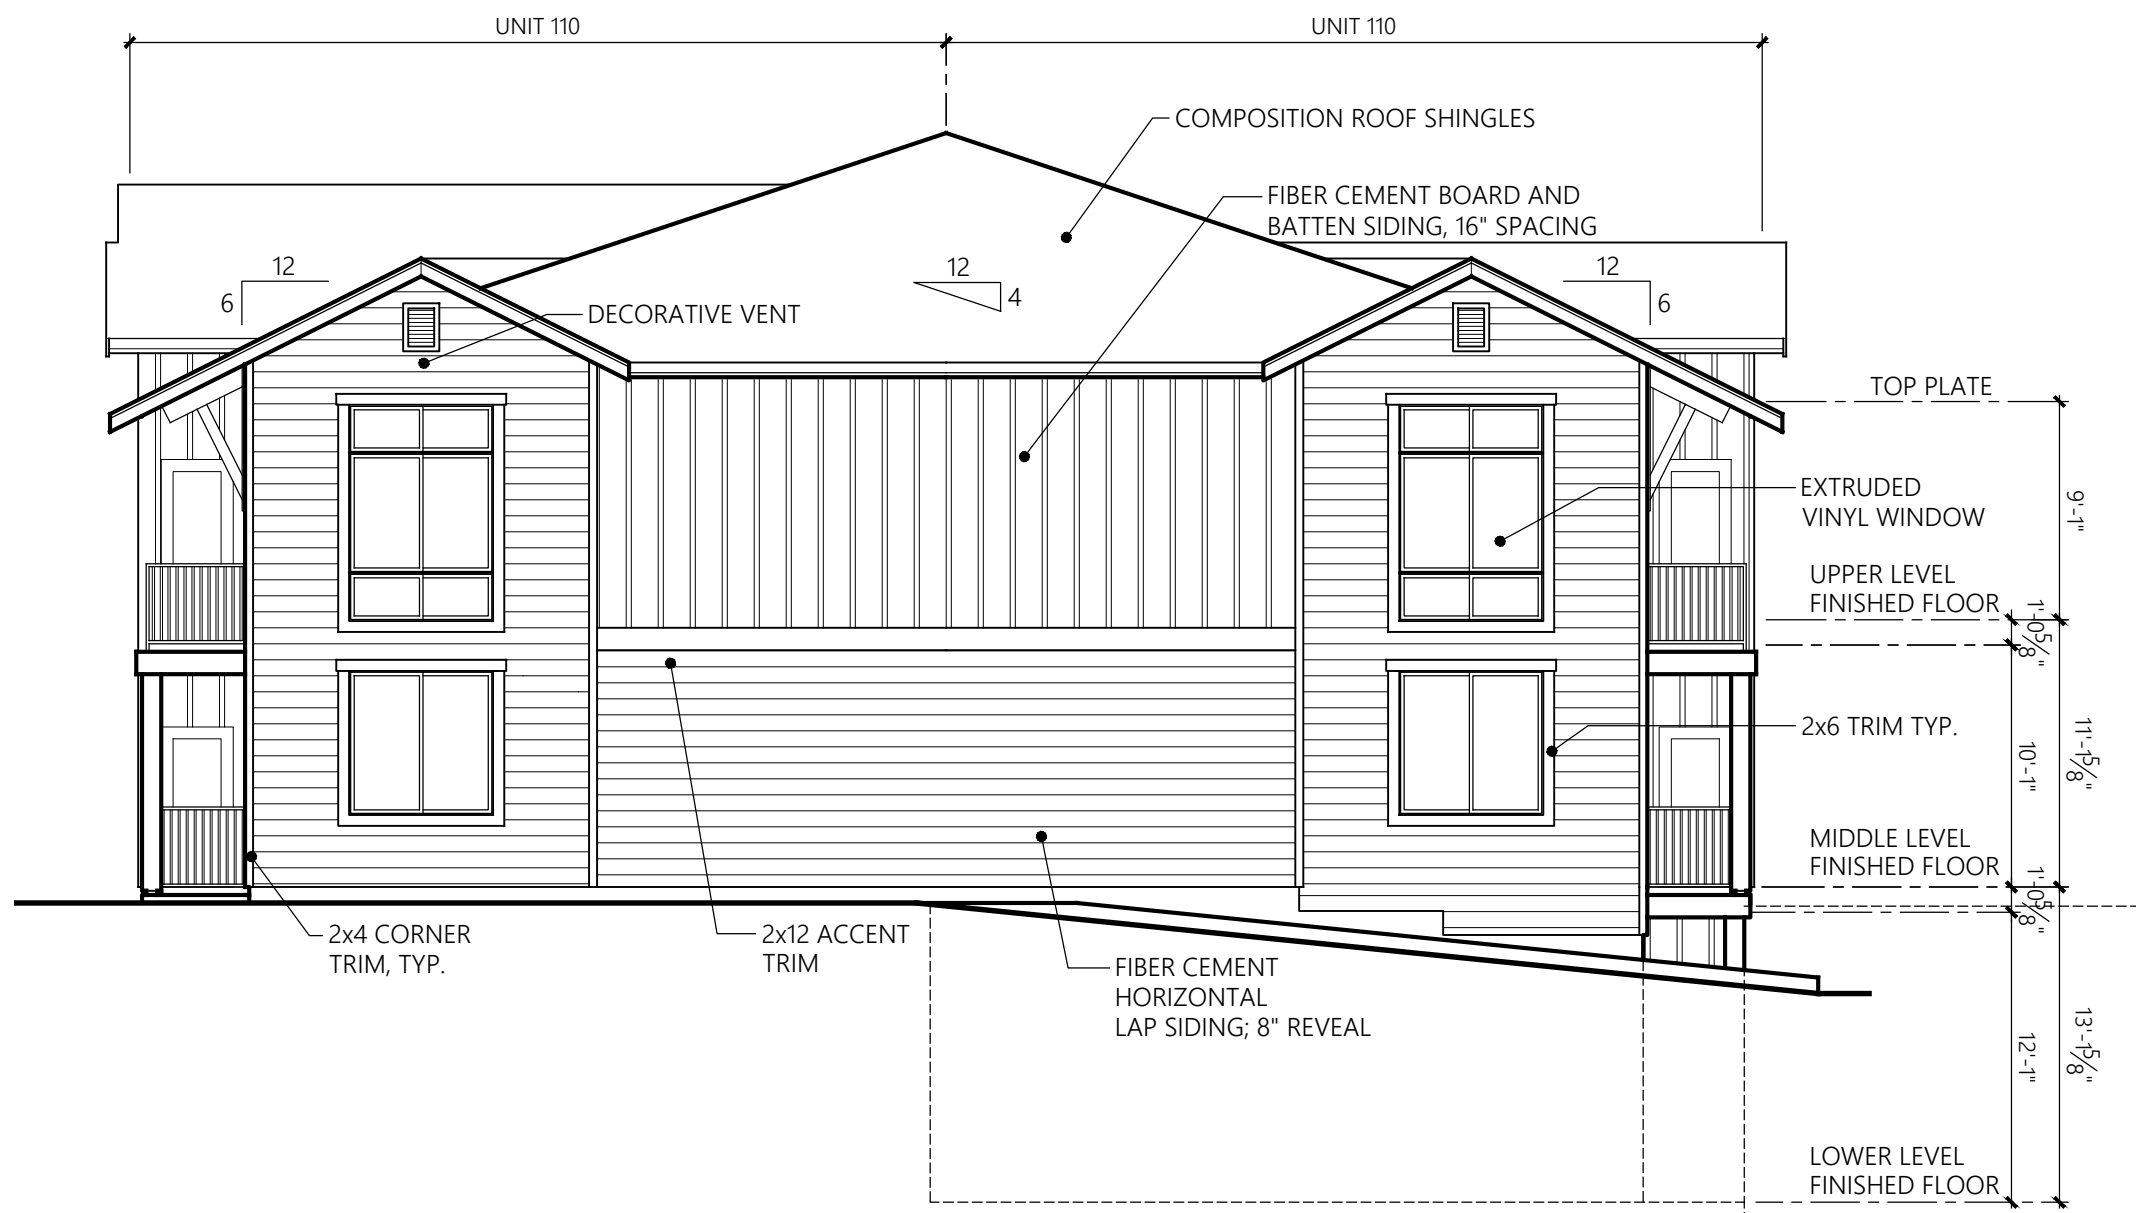 UNIT 110
UNIT 110
COMPOSITION ROOF SHINGLES
FIBER CEMENT BOARD AND
BATTEN SIDING, 16" SPACING
12
6
12
4
12
6
DECORATIVE VENT
TOP PLATE
9'-1"
EXTRUDED
VINYL WINDOW
UPPER LEVEL
FINISHED FLOOR
1'-05/8"
2x6 TRIM TYP.
10'-1"
11'-15/8"
MIDDLE LEVEL
FINISHED FLOOR
1'-05/8"
2x4 CORNER
TRIM, TYP.
2x12 ACCENT
TRIM
FIBER CEMENT
HORIZONTAL
LAP SIDING; 8" REVEAL
12'-1"
13'-15/8"
LOWER LEVEL
FINISHED FLOOR